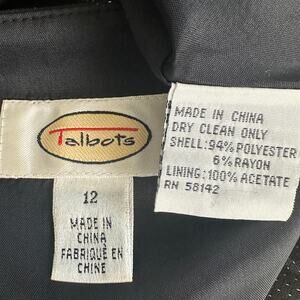 Talbots
12
MADE IN
CHINA
FABRIQUÉ EN
CHINE
MADE IN CHINA
DRY CLEAN ONLY
SHELL: 94% POLYESTER
6% RAYON
LINING: 100% ACETATE
RN 58142